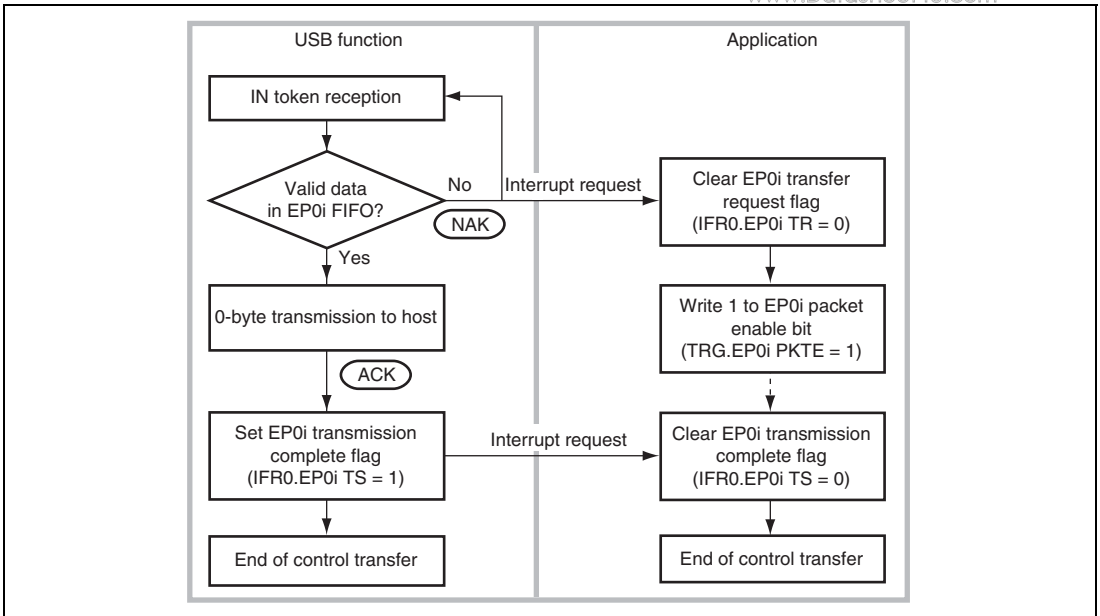 USB function
Application
IN token reception
Valid data
in EP0i FIFO?
No
NAK
Interrupt request
Clear EP0i transfer
request flag
(IFR0.EP0i TR = 0)
Yes
0-byte transmission to host
Write 1 to EP0i packet
enable bit
(TRG.EP0i PKTE = 1)
ACK
Set EP0i transmission
complete flag
(IFR0.EP0i TS = 1)
Interrupt request
Clear EP0i transmission
complete flag
(IFR0.EP0i TS = 0)
End of control transfer
End of control transfer